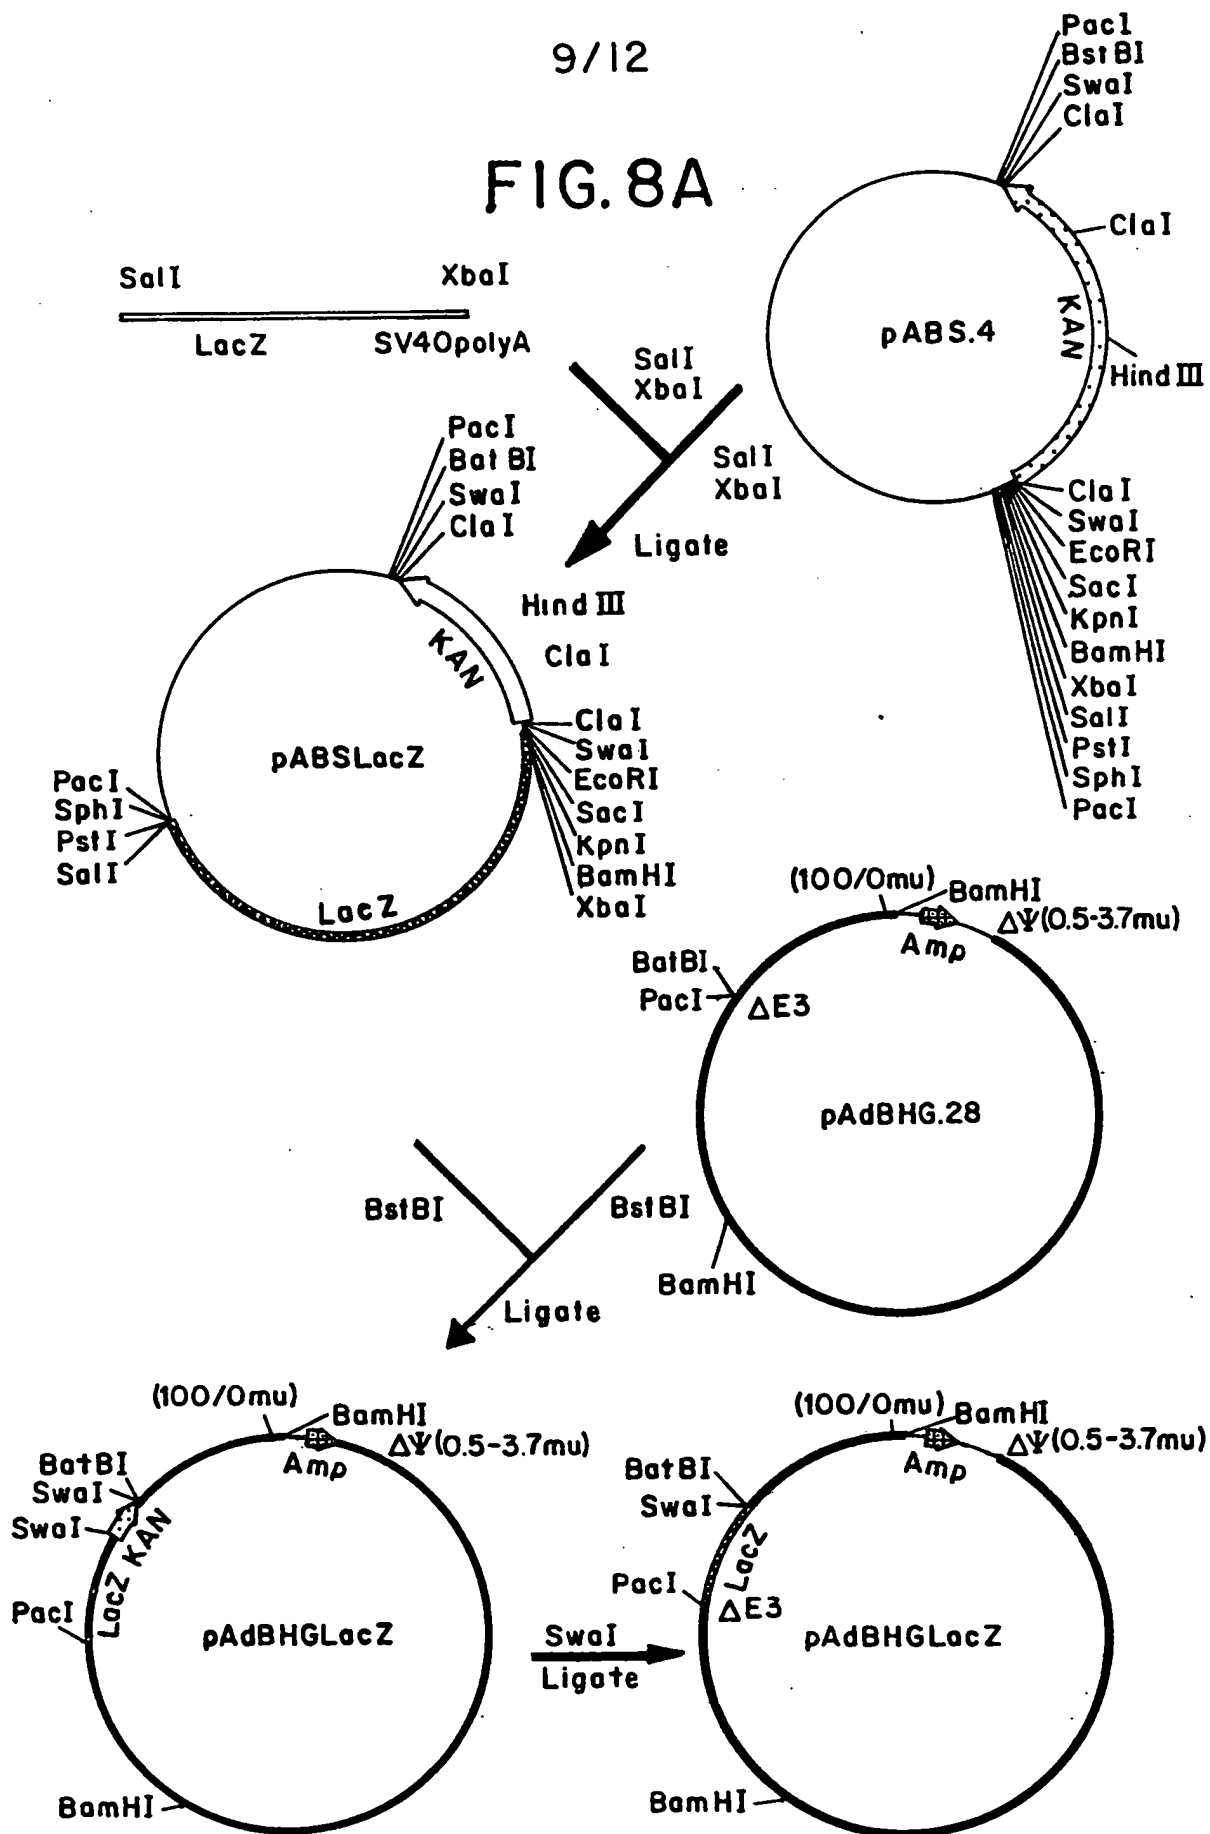 9/12
FIG. 8A
SalI
XbaI
LacZ
SV40polyA
SalI
XbaI
SalI
XbaI
Ligate
PacI
BstBI
SwaI
ClaI
ClaI
KAN
HindIII
pABS.4
ClaI
SwaI
EcoRI
SacI
KpnI
BamHI
XbaI
SalI
PstI
SphI
PacI
PacI
BatBI
SwaI
ClaI
HindIII
ClaI
KAN
pABSLacZ
ClaI
SwaI
EcoRI
SacI
KpnI
BamHI
XbaI
PacI
SphI
PstI
SalI
LacZ
(100/0mu)
BamHI
Amp
ΔΨ(0.5-3.7mu)
BatBI
PacI
ΔE3
pAdBHG.28
BamHI
BstBI
BstBI
Ligate
(100/0mu)
BamHI
Amp
ΔΨ(0.5-3.7mu)
BatBI
SwaI
SwaI
KAN
LacZ
PacI
pAdBHGLacZ
BamHI
SwaI
Ligate
(100/0mu)
BamHI
Amp
ΔΨ(0.5-3.7mu)
BatBI
SwaI
LacZ
PacI
ΔE3
pAdBHGLacZ
BamHI